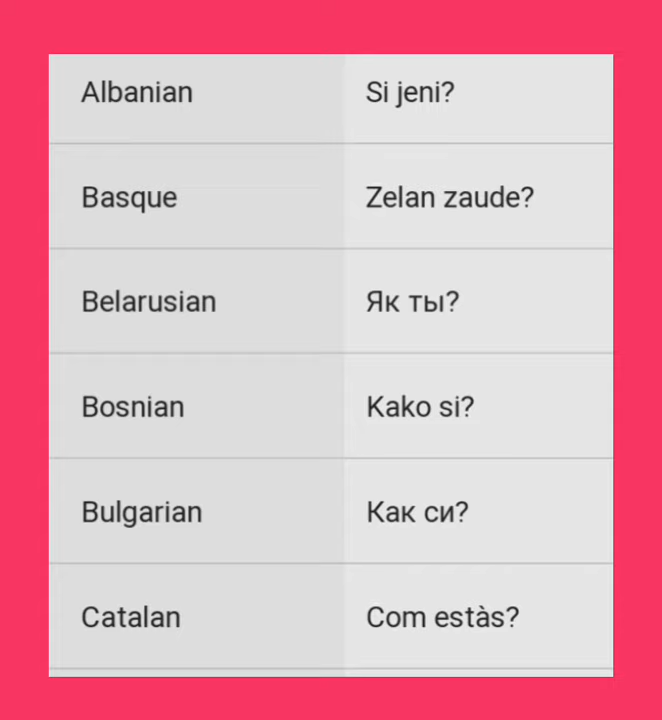 Albanian Si jeni?
Basque Zelan zaude?
Belarusian Як ты?
Bosnian Kako si?
Bulgarian Как си?
Catalan Com estàs?